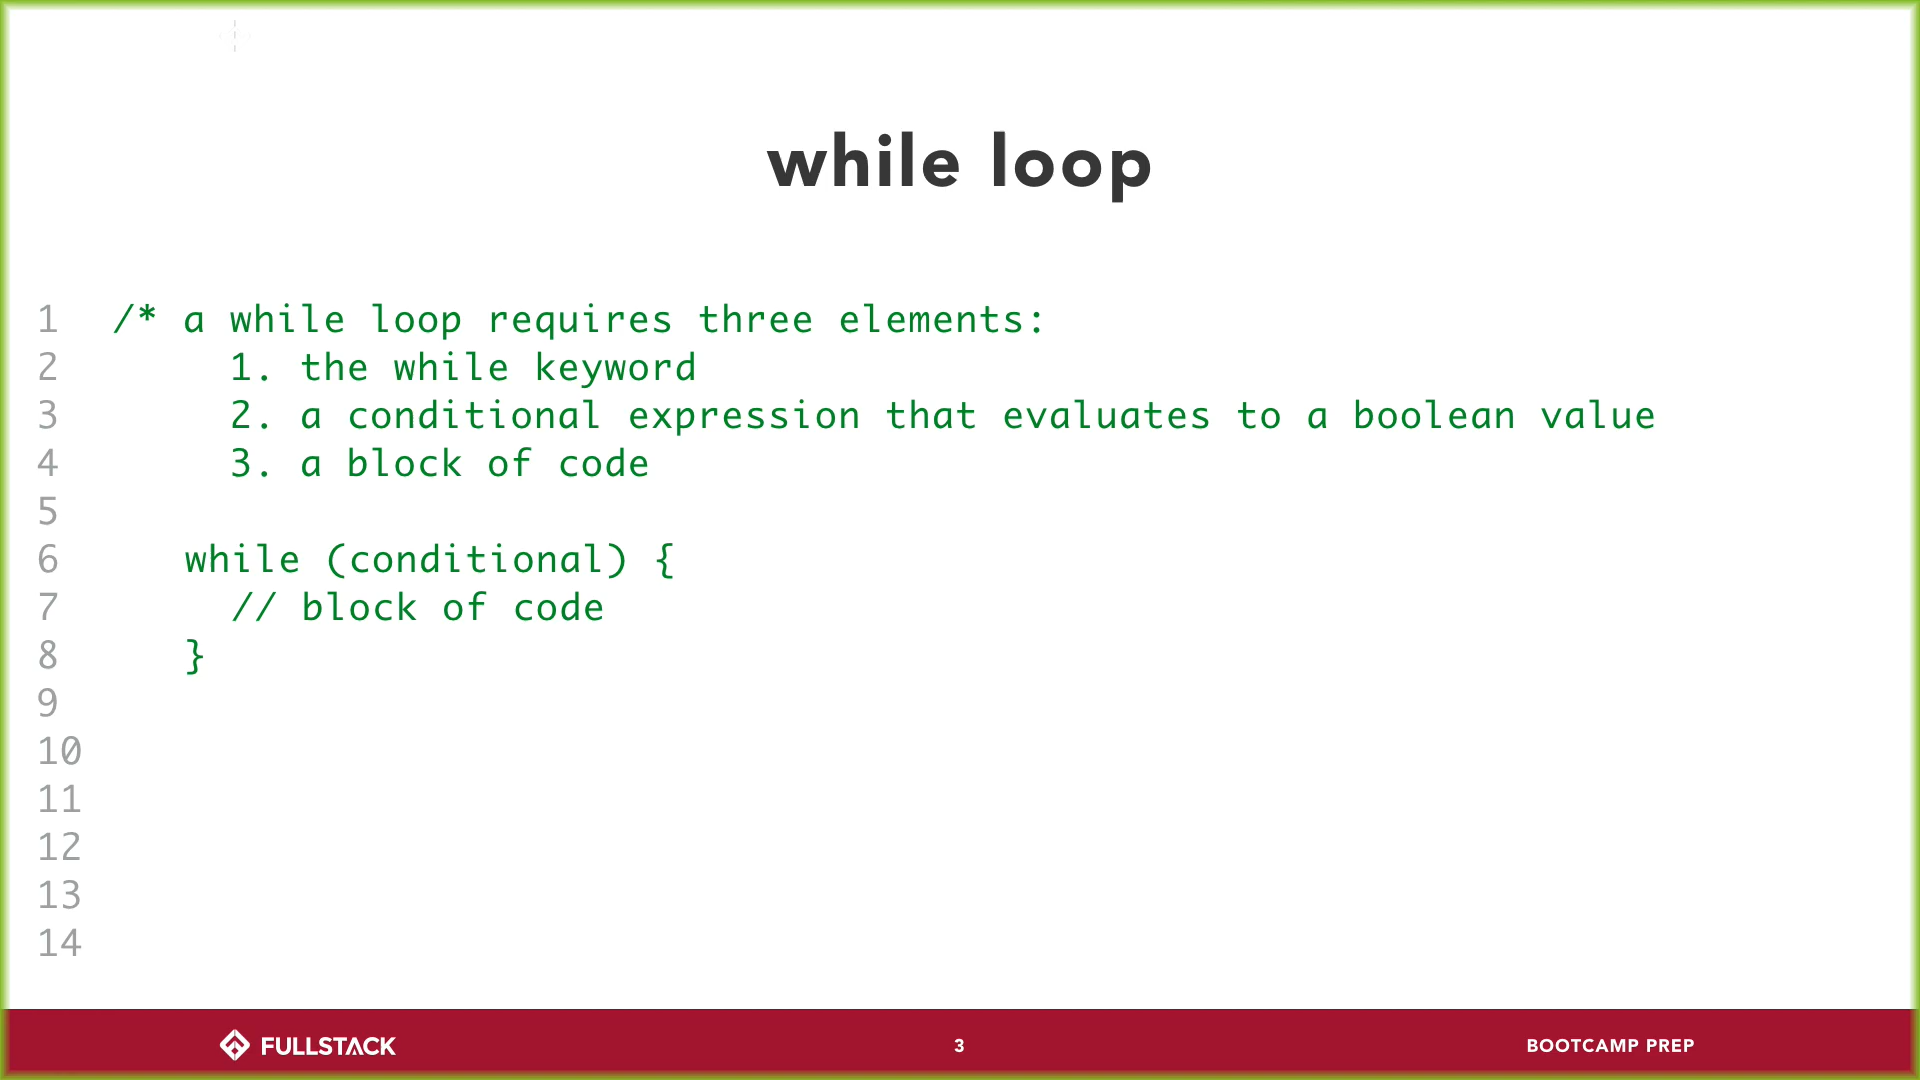 while loop
1 /* a while loop requires three elements:
2 1. the while keyword
3 2. a conditional expression that evaluates to a boolean value
4 3. a block of code
5
6 while (conditional) {
7 // block of code
8 }
9
10
11
12
13
14
FULLSTACK 3 BOOTCAMP PREP